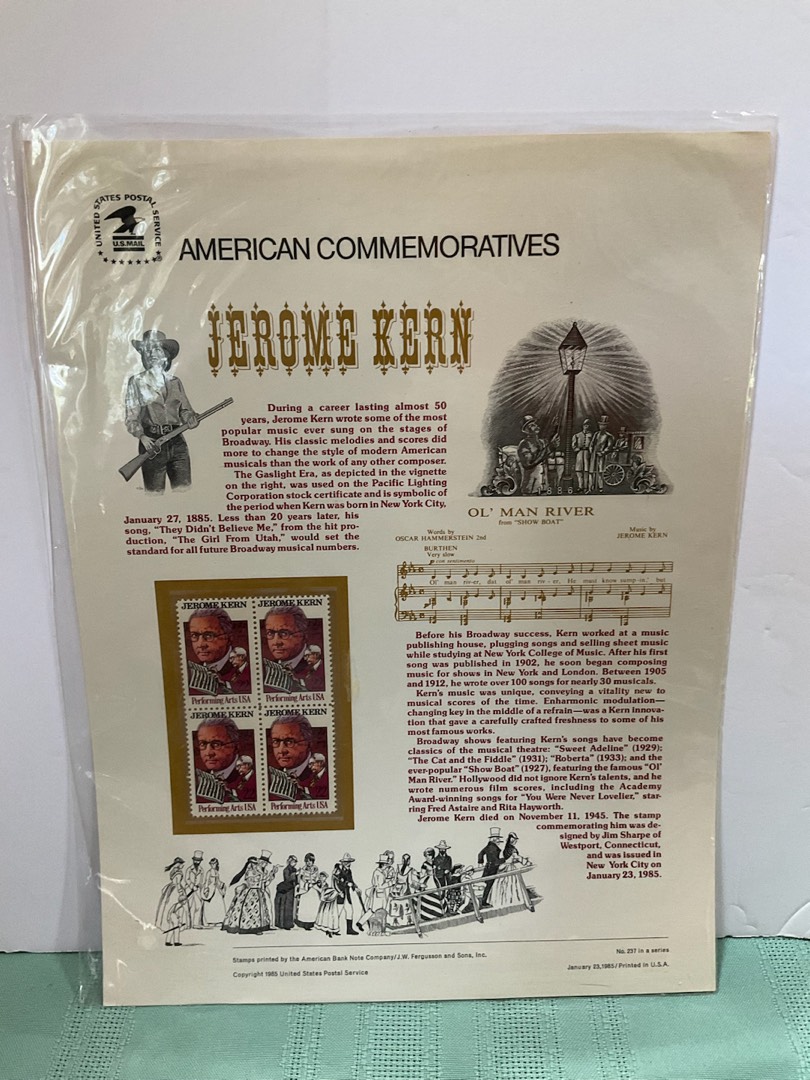 UNITED STATES POSTAL SERVICE
U.S.MAIL
AMERICAN COMMEMORATIVES
JEROME KERN
During a career lasting almost 50
years, Jerome Kern wrote some of the most
popular music ever sung on the stages of
Broadway. His classic melodies and scores did
more to change the style of modern American
musicals than the work of any other composer.
The Gaslight Era, as depicted in the vignette
on the right, was used on the Pacific Lighting
Corporation stock certificate and is symbolic of
the period when Kern was born in New York City,
January 27, 1885. Less than 20 years later, his
song, "They Didn't Believe Me," from the hit pro-
duction, "The Girl From Utah," would set the
standard for all future Broadway musical numbers.
1886
OL' MAN RIVER
from "SHOW BOAT"
Words by
OSCAR HAMMERSTEIN 2nd
Music by
JEROME KERN
BURTHEN
Very slow
con sentimento
Ol' man riv-er, dat ol' man riv-er, He must know sump-in,' but
JEROME KERN
Performing Arts USA
JEROME KERN
Performing Arts USA
JEROME KERN
Performing Arts USA
JEROME KERN
Performing Arts USA
Before his Broadway success, Kern worked at a music
publishing house, plugging songs and selling sheet music
while studying at New York College of Music. After his first
song was published in 1902, he soon began composing
music for shows in New York and London. Between 1905
and 1912, he wrote over 100 songs for nearly 30 musicals.
Kern's music was unique, conveying a vitality new to
musical scores of the time. Enharmonic modulation—
changing key in the middle of a refrain—was a Kern innova-
tion that gave a carefully crafted freshness to some of his
most famous works.
Broadway shows featuring Kern's songs have become
classics of the musical theatre: "Sweet Adeline" (1929);
"The Cat and the Fiddle" (1931); "Roberta" (1933); and the
ever-popular "Show Boat" (1927), featuring the famous "Ol'
Man River." Hollywood did not ignore Kern's talents, and he
wrote numerous film scores, including the Academy
Award-winning songs for "You Were Never Lovelier," star-
ring Fred Astaire and Rita Hayworth.
Jerome Kern died on November 11, 1945. The stamp
commemorating him was de-
signed by Jim Sharpe of
Westport, Connecticut,
and was issued in
New York City on
January 23, 1985.
Stamps printed by the American Bank Note Company/J.W. Fergusson and Sons, Inc.
Copyright 1985 United States Postal Service
No. 237 in a series
January 23, 1985/Printed in U.S.A.